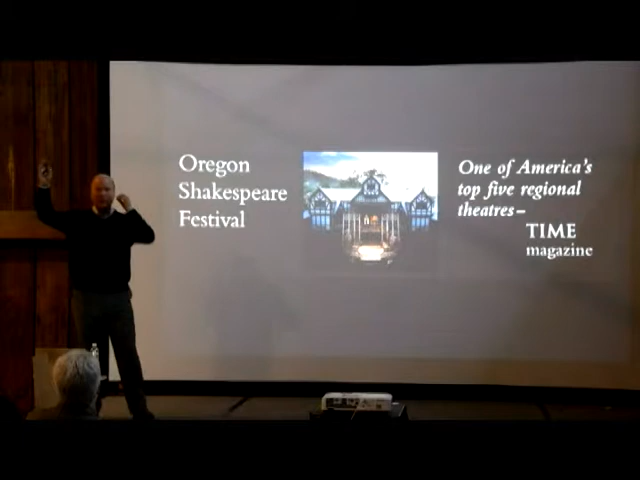 Oregon
Shakespeare
Festival
One of America's
top five regional
theatres–
TIME
magazine